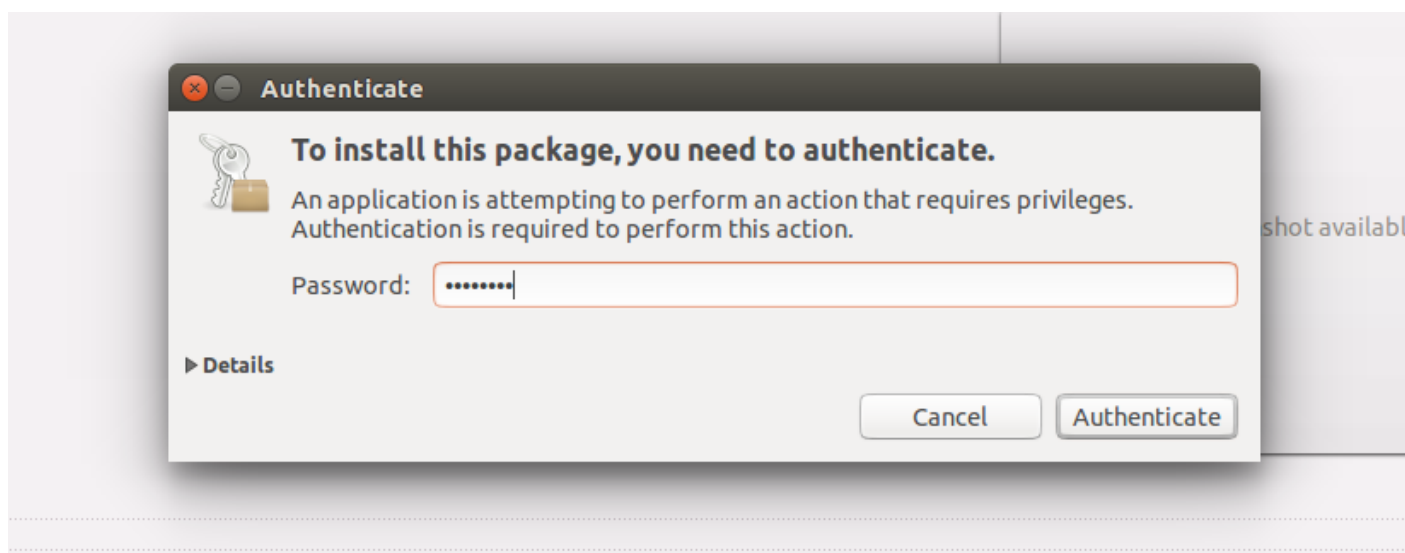 Authenticate
To install this package, you need to authenticate.
An application is attempting to perform an action that requires privileges.
Authentication is required to perform this action.
shot
Password: ••••••••
Details
Cancel
Authenticate